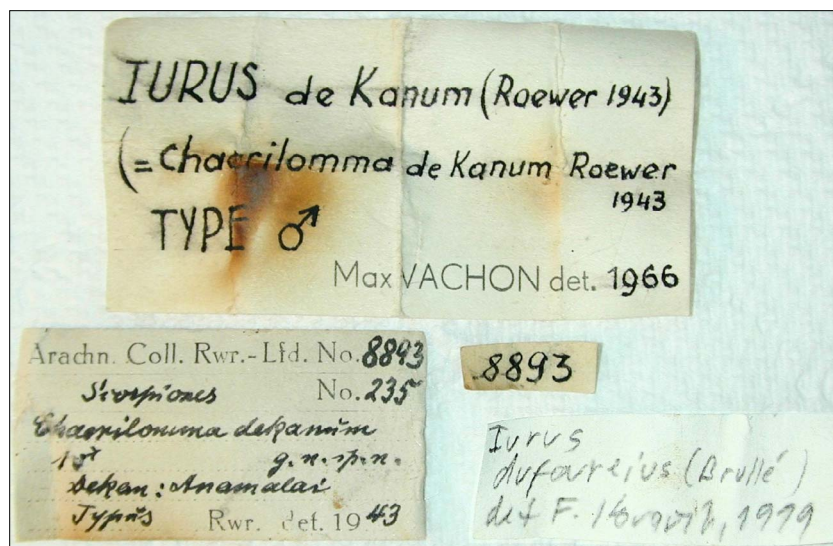 IURUS de Kanum (Roewer 1943)
(= Chaerilomma de Kanum Roewer
1943
TYPE ♂
Max VACHON det. 1966
Arachn. Coll. Rwr.-Lfd. No. 8893
Scorpiones No. 235
Chaerilomma dekanum
1♂ g. n. sp. n.
Dekan: Anamalai
Typus Rwr. det. 1943
8893
Iurus
dufoureius (Brullé)
det F. 1979